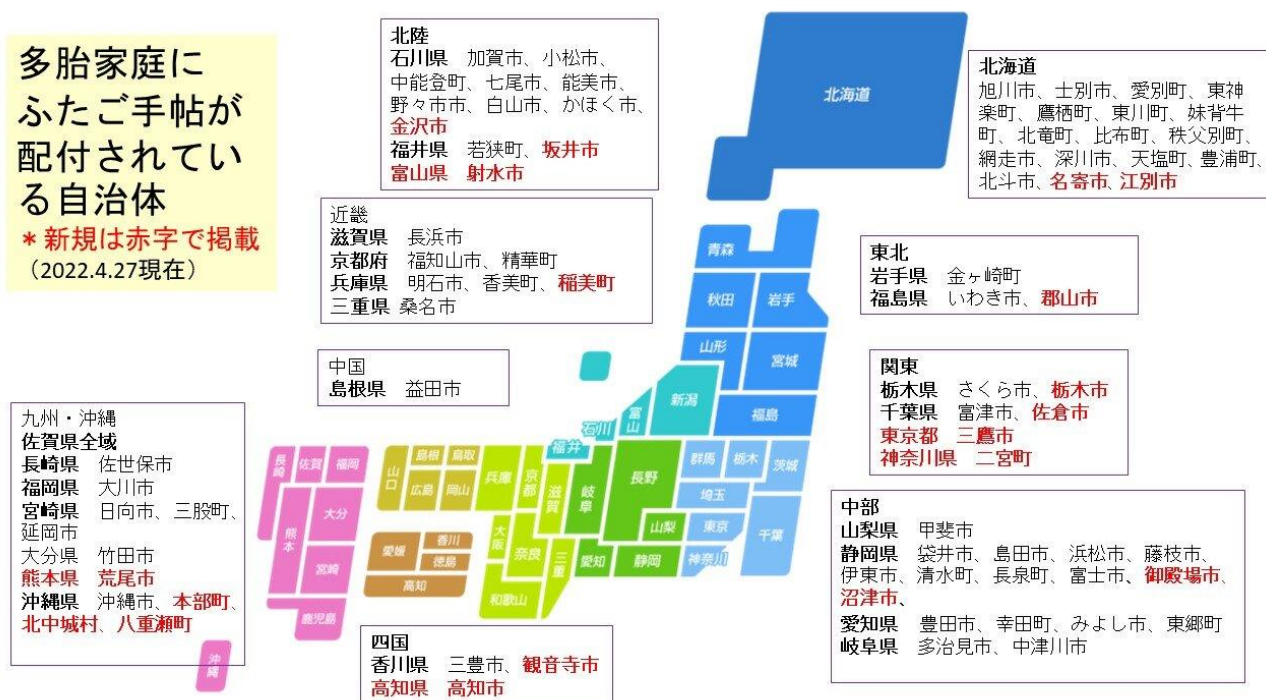 多胎家庭に
ふたご手帖が
配付されてい
る自治体
*新規は赤字で掲載
(2022.4.27現在)
北陸
石川県 加賀市、小松市、
中能登町、七尾市、能美市、
野々市市、白山市、かほく市、
金沢市
福井県 若狭町、坂井市
富山県 射水市
北海道
北海道
旭川市、士別市、愛別町、東神
楽町、鷹栖町、東川町、妹背牛
町、北竜町、比布町、秩父別町、
網走市、深川市、天塩町、豊浦町、
北斗市、名寄市、江別市
近畿
滋賀県 長浜市
京都府 福知山市、精華町
兵庫県 明石市、香美町、稲美町
三重県 桑名市
東北
岩手県 金ヶ崎町
福島県 いわき市、郡山市
中国
島根県 益田市
関東
栃木県 さくら市、栃木市
千葉県 富津市、佐倉市
東京都 三鷹市
神奈川県 二宮町
九州・沖縄
佐賀県全域
長崎県 佐世保市
福岡県 大川市
宮崎県 日向市、三股町、
延岡市
大分県 竹田市
熊本県 荒尾市
沖縄県 沖縄市、本部町、
北中城村、八重瀬町
中部
山梨県 甲斐市
静岡県 袋井市、島田市、浜松市、藤枝市、
伊東市、清水町、長泉町、富士市、御殿場市、
沼津市、
愛知県 豊田市、幸田町、みよし市、東郷町
岐阜県 多治見市、中津川市
四国
香川県 三豊市、観音寺市
高知県 高知市
青森
秋田
岩手
山形
宮城
福島
新潟
富山
石川
福井
群馬
栃木
茨城
埼玉
東京
千葉
神奈川
長野
山梨
静岡
愛知
岐阜
滋賀
三重
京都
奈良
大阪
和歌山
兵庫
鳥取
島根
岡山
広島
山口
香川
徳島
愛媛
高知
福岡
佐賀
長崎
大分
熊本
宮崎
鹿児島
沖縄